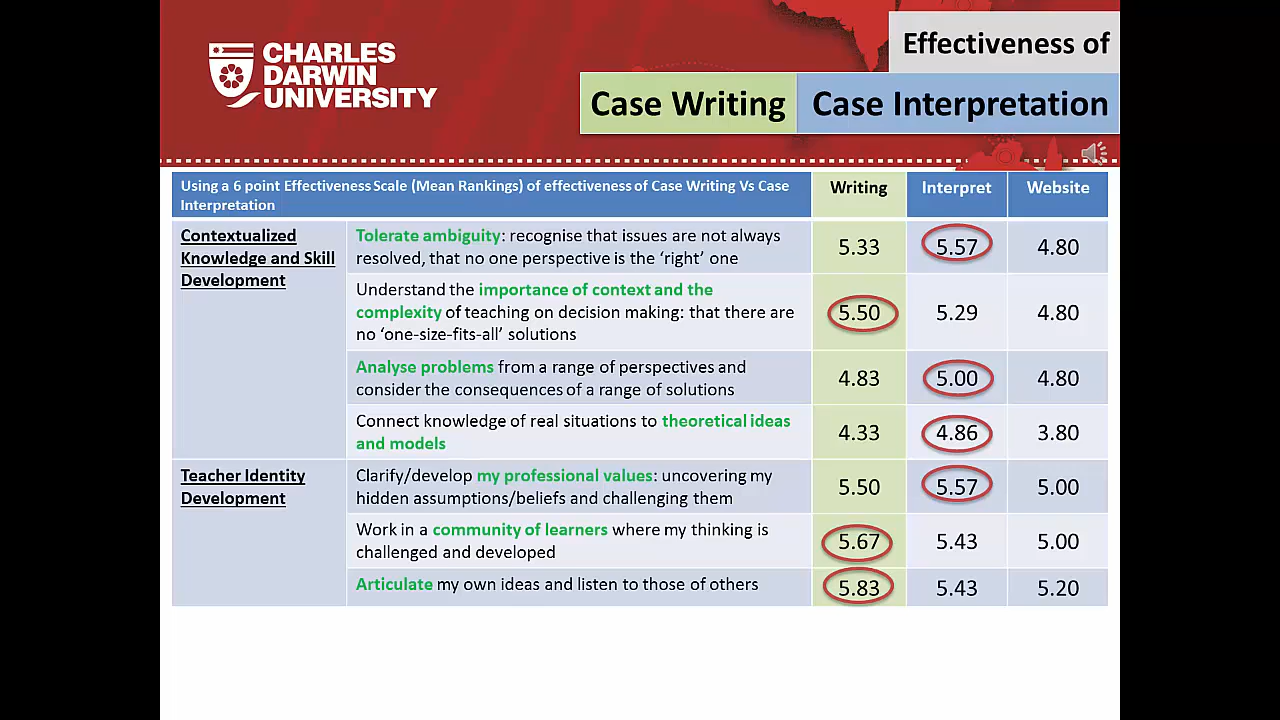 CHARLES
DARWIN
UNIVERSITY
Effectiveness of
Case Writing
Case Interpretation
Using a 6 point Effectiveness Scale (Mean Rankings) of effectiveness of Case Writing Vs Case
Interpretation
Writing
Interpret
Website
Contextualized
Knowledge and Skill
Development
Tolerate ambiguity: recognise that issues are not always
resolved, that no one perspective is the ‘right’ one
5.33
5.57
4.80
Understand the importance of context and the
complexity of teaching on decision making: that there are
no ‘one-size-fits-all’ solutions
5.50
5.29
4.80
Analyse problems from a range of perspectives and
consider the consequences of a range of solutions
4.83
5.00
4.80
Connect knowledge of real situations to theoretical ideas
and models
4.33
4.86
3.80
Teacher Identity
Development
Clarify/develop my professional values: uncovering my
hidden assumptions/beliefs and challenging them
5.50
5.57
5.00
Work in a community of learners where my thinking is
challenged and developed
5.67
5.43
5.00
Articulate my own ideas and listen to those of others
5.83
5.43
5.20